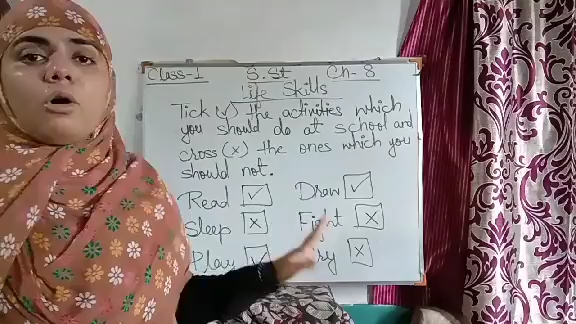 Class-1 S.St Ch-8
Life Skills
Tick (✓) the activities which
you should do at school and
cross (x) the ones which you
should not.
Read ✓ Draw ✓
Sleep x Fight x
Play ✓ x